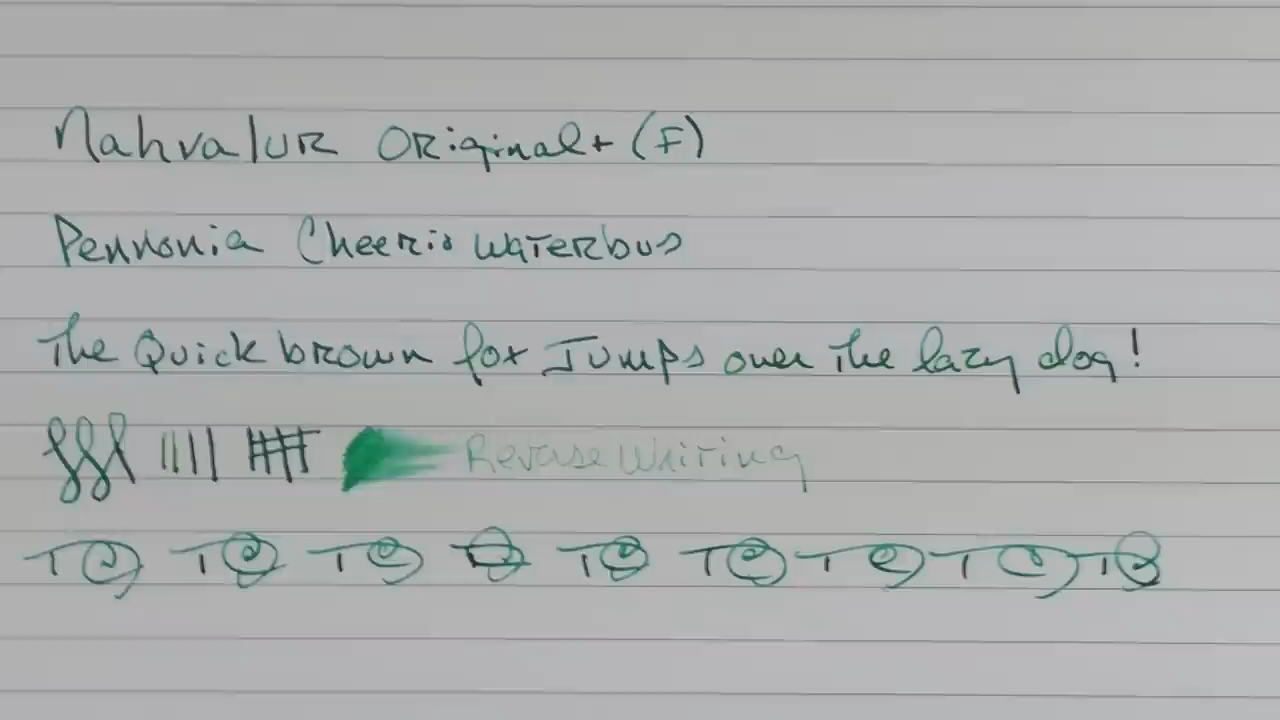 Nahvalur Original+ (F)
Pennonia Cheerio Waterbus
The Quick brown fox Jumps over The lazy dog!
Reverse Writing